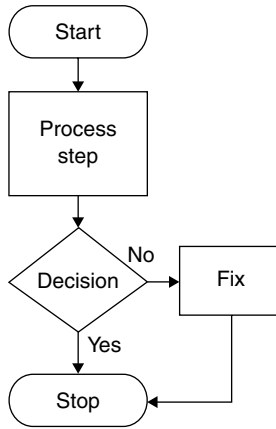 Start
Process
step
Decision
No
Fix
Yes
Stop